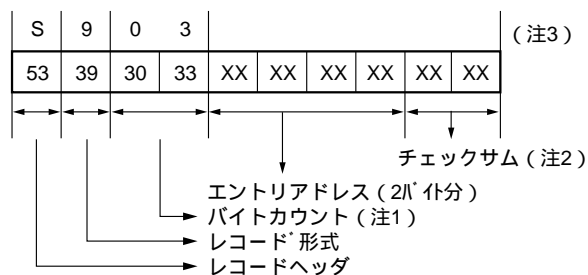 S 9 0 3 (注3)
53 39 30 33 XX XX XX XX XX XX
チェックサム(注2)
エントリアドレス(2バイト分)
バイトカウント(注1)
レコード形式
レコードヘッダ